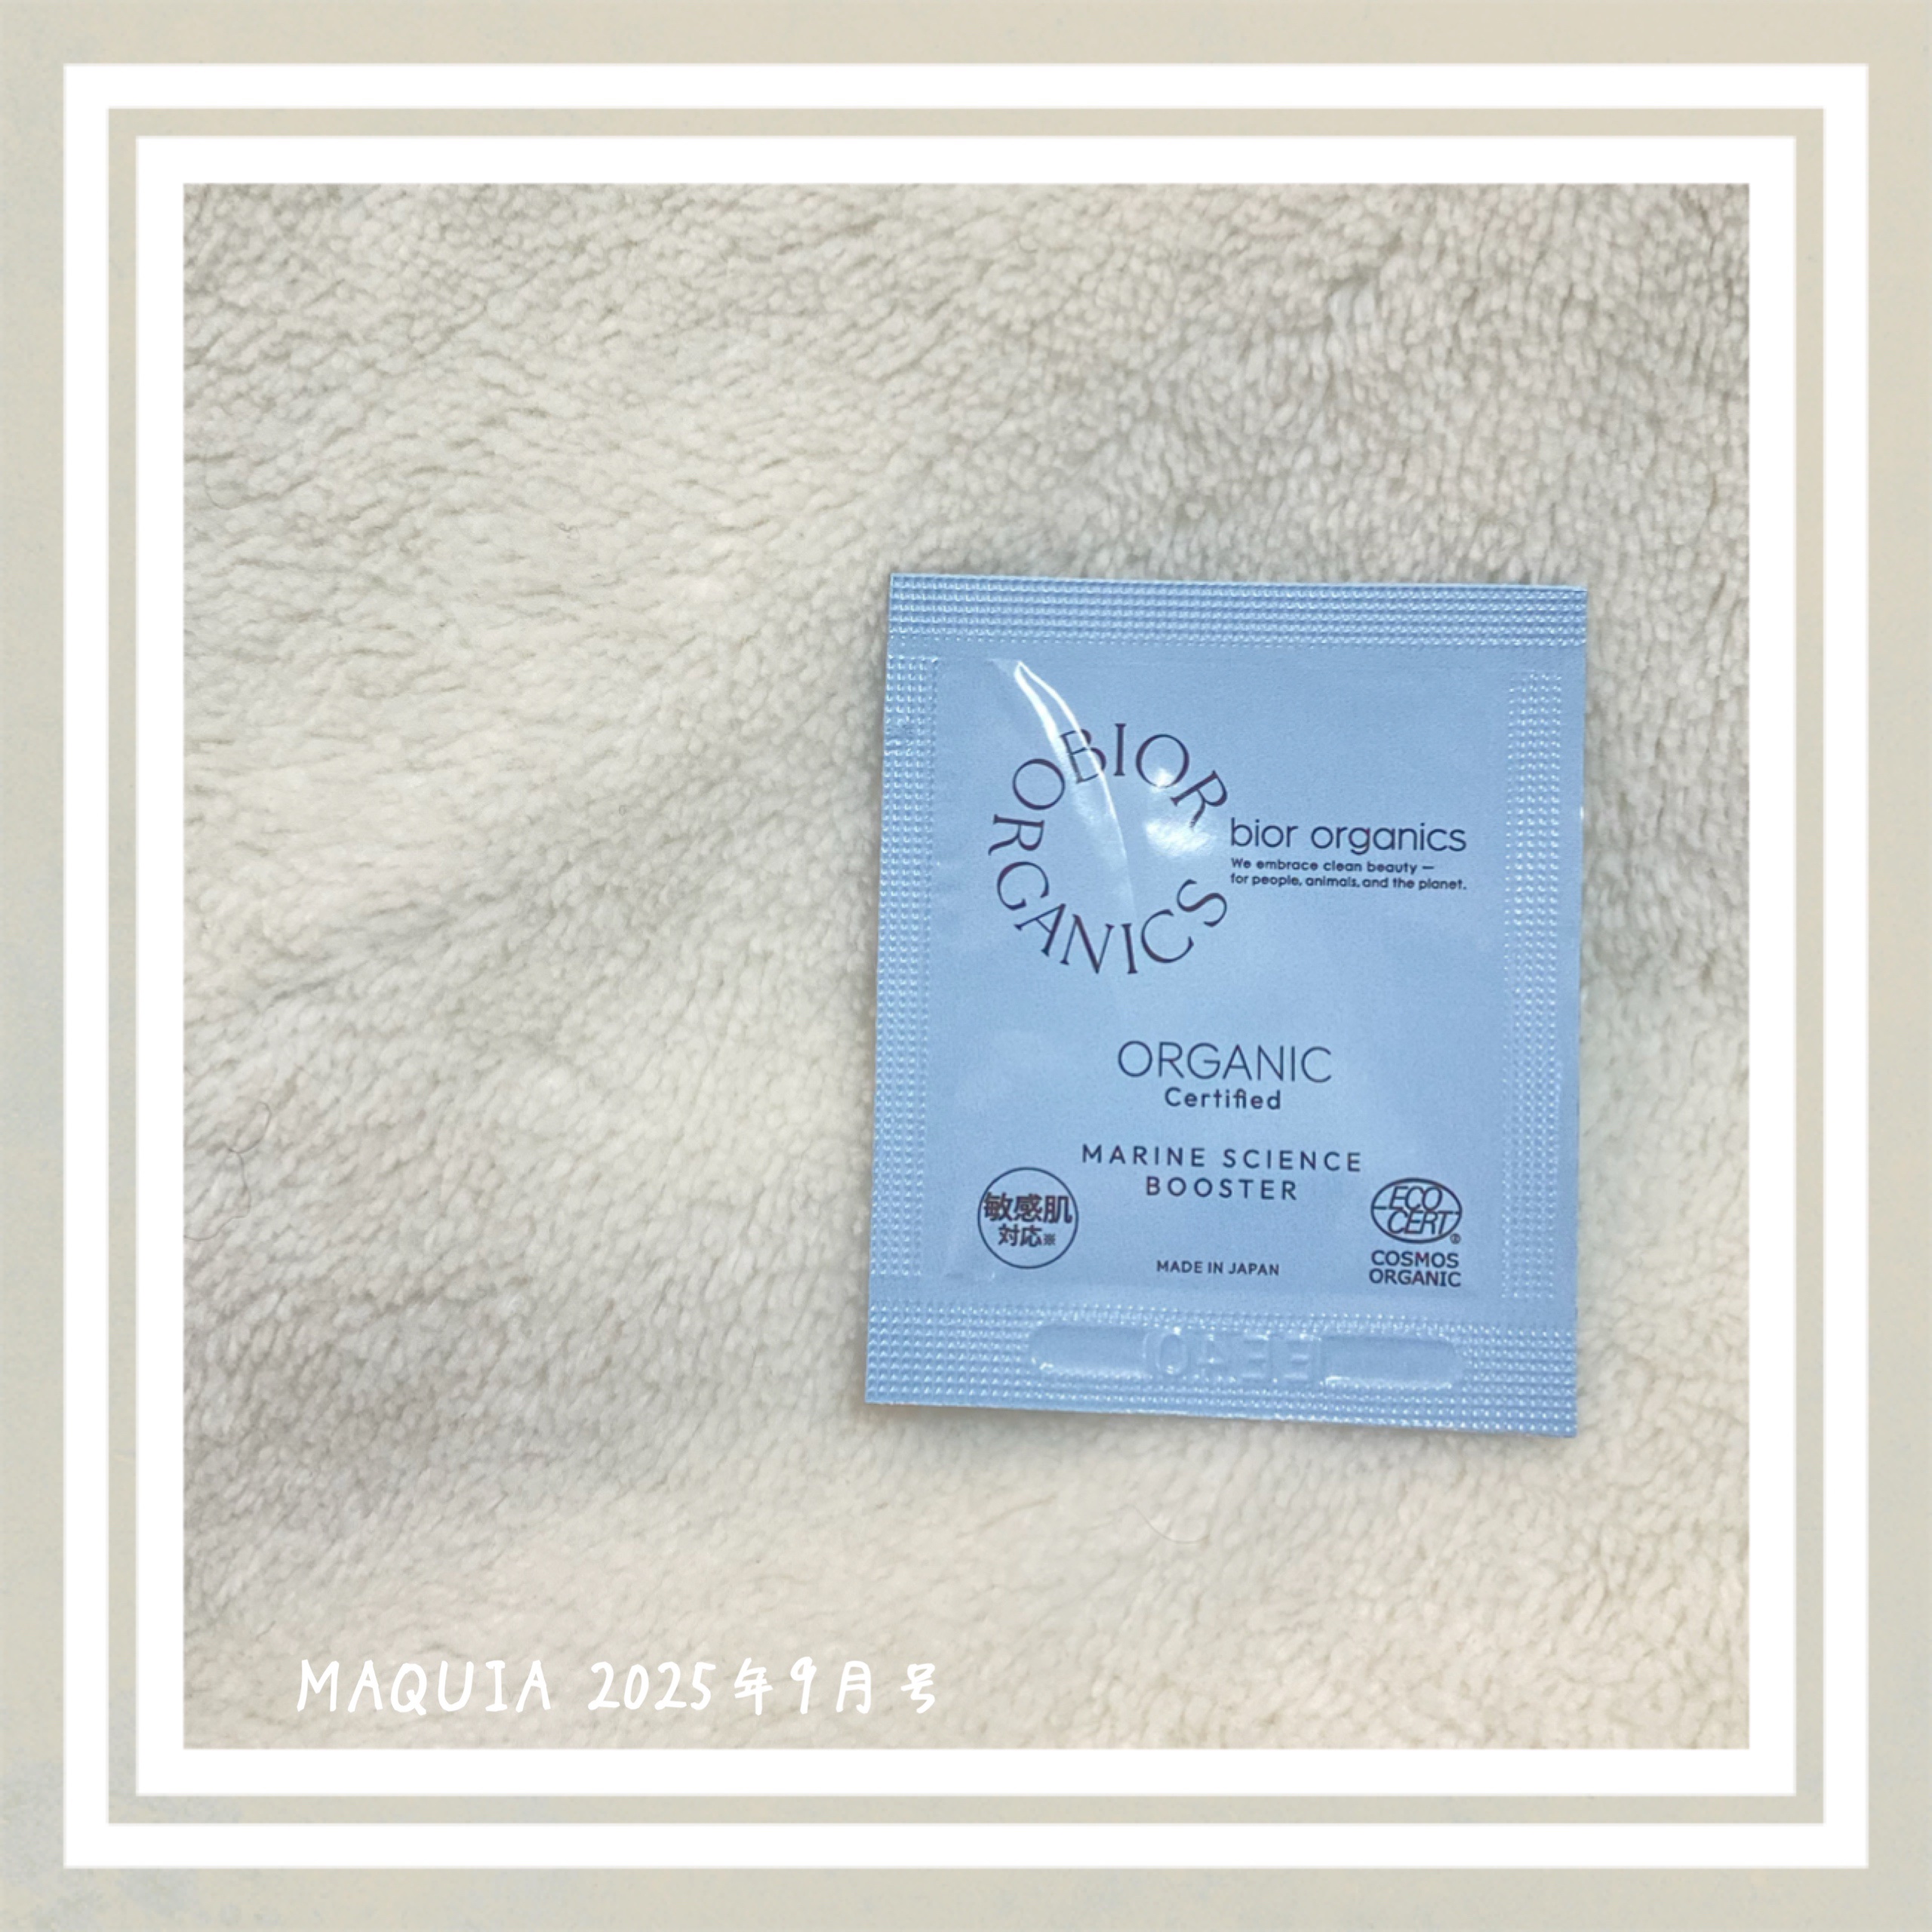 BIOR ORGANICS
bior organics
We embrace clean beauty —
for people, animals, and the planet.
ORGANIC
Certified
MARINE SCIENCE
BOOSTER
敏感肌
対応※
MADE IN JAPAN
ECO
CERT®
COSMOS
ORGANIC
MAQUIA 2025年9月号